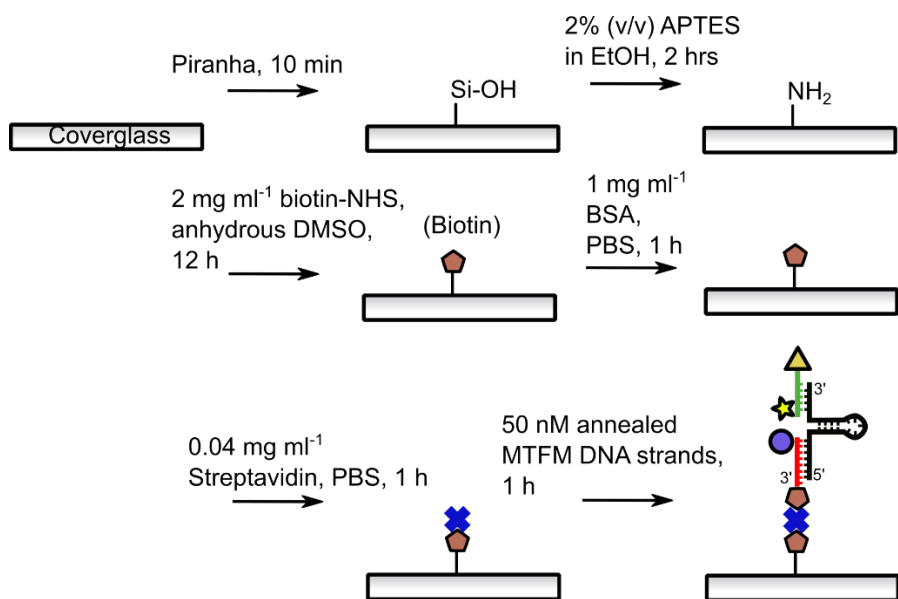 Piranha, 10 min
2% (v/v) APTES
in EtOH, 2 hrs
Coverglass
Si-OH
NH₂
2 mg ml⁻¹ biotin-NHS,
anhydrous DMSO,
12 h
(Biotin)
1 mg ml⁻¹
BSA,
PBS, 1 h
0.04 mg ml⁻¹
Streptavidin, PBS, 1 h
50 nM annealed
MTFM DNA strands,
1 h
3'
3'
5'